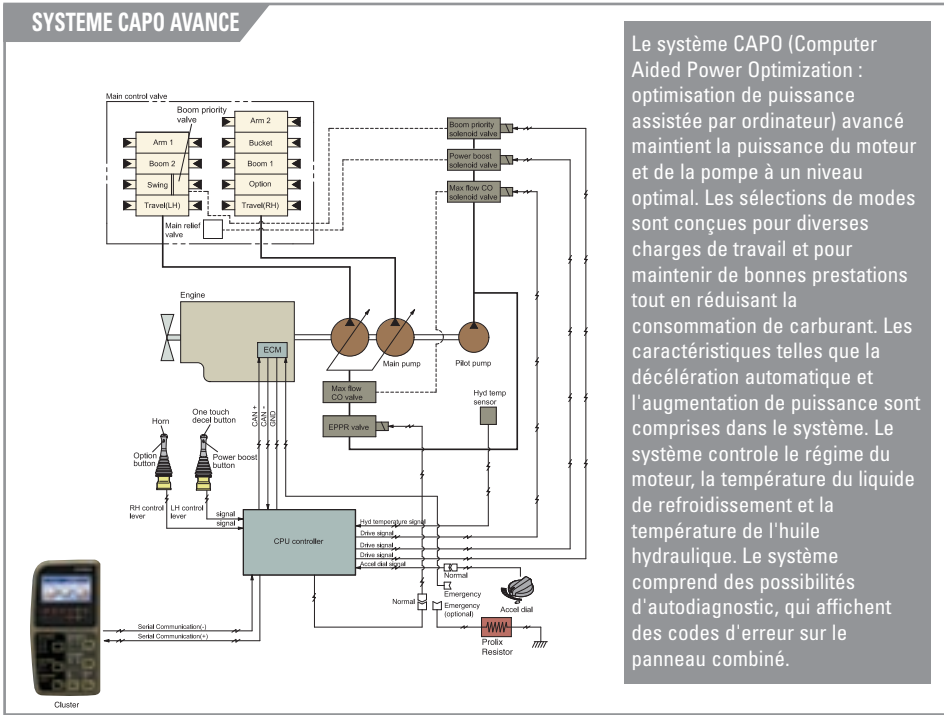 SYSTEME CAPO AVANCE
Main control valve
Boom priority
valve
Arm 1
Boom 2
Swing
Travel(LH)
Arm 2
Bucket
Boom 1
Option
Travel(RH)
Main relief
valve
Boom priority
solenoid valve
Power boost
solenoid valve
Max flow CO
solenoid valve
Engine
ECM
Main pump
Pilot pump
Max flow
CO valve
EPPR valve
Hyd temp
sensor
CAN +
CAN -
GND
Horn
Option
button
One touch
decel button
Power boost
button
RH control
lever
LH control
lever
signal
signal
CPU controller
Hyd temperature signal
Drive signal
Drive signal
Drive signal
Accel dial signal
Normal
Emergency
Accel dial
Normal
Emergency
(optional)
Prolix
Resistor
Serial Communication(-)
Serial Communication(+)
Cluster
Le système CAPO (Computer
Aided Power Optimization :
optimisation de puissance
assistée par ordinateur) avancé
maintient la puissance du moteur
et de la pompe à un niveau
optimal. Les sélections de modes
sont conçues pour diverses
charges de travail et pour
maintenir de bonnes prestations
tout en réduisant la
consommation de carburant. Les
caractéristiques telles que la
décélération automatique et
l'augmentation de puissance sont
comprises dans le système. Le
système controle le régime du
moteur, la température du liquide
de refroidissement et la
température de l'huile
hydraulique. Le système
comprend des possibilités
d'autodiagnostic, qui affichent
des codes d'erreur sur le
panneau combiné.